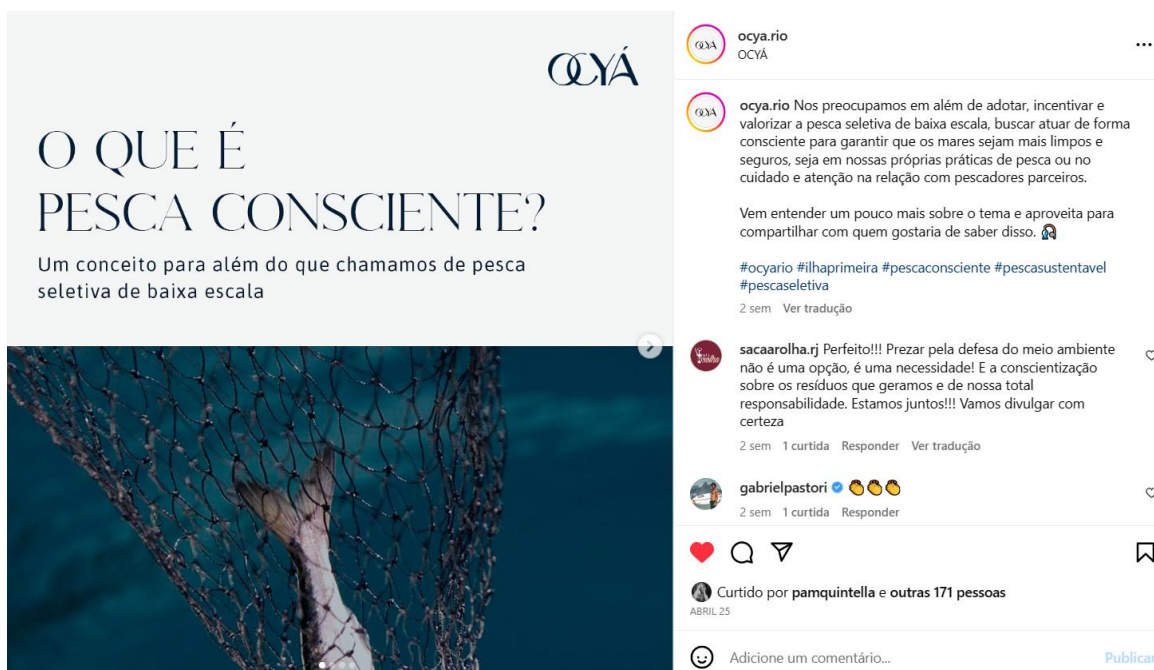 OCYÁ
O QUE É
PESCA CONSCIENTE?
Um conceito para além do que chamamos de pesca
seletiva de baixa escala
OCYÁ
ocya.rio
OCYÁ
OCYÁ
ocya.rio Nos preocupamos em além de adotar, incentivar e
valorizar a pesca seletiva de baixa escala, buscar atuar de forma
consciente para garantir que os mares sejam mais limpos e
seguros, seja em nossas próprias práticas de pesca ou no
cuidado e atenção na relação com pescadores parceiros.
Vem entender um pouco mais sobre o tema e aproveita para
compartilhar com quem gostaria de saber disso.
#ocyario #ilhaprimeira #pescaconsciente #pescasustentavel
#pescaseletiva
2 sem Ver tradução
sacaarolha.rj Perfeito!!! Prezar pela defesa do meio ambiente
não é uma opção, é uma necessidade! E a conscientização
sobre os resíduos que geramos e de nossa total
responsabilidade. Estamos juntos!!! Vamos divulgar com
certeza
2 sem 1 curtida Responder Ver tradução
gabrielpastori 👏👏👏
2 sem 1 curtida Responder
Curtido por pamquintella e outras 171 pessoas
ABRIL 25
Adicione um comentário...
Publicar